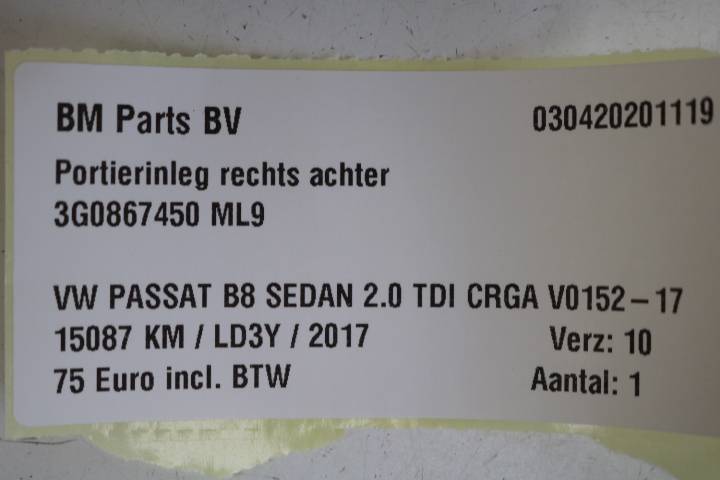 BM Parts BV 030420201119
Portierinleg rechts achter
3G0867450 ML9
VW PASSAT B8 SEDAN 2.0 TDI CRGA V0152-17
15087 KM / LD3Y / 2017 Verz: 10
75 Euro incl. BTW Aantal: 1